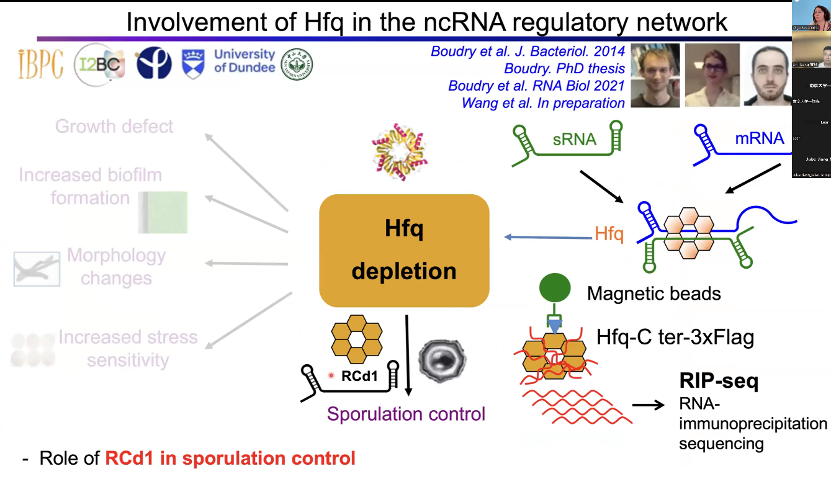 Involvement of Hfq in the ncRNA regulatory network
IBPC
I2BC
University
of Dundee
Boudry et al. J. Bacteriol. 2014
Boudry. PhD thesis
Boudry et al. RNA Biol 2021
Wang et al. In preparation
Growth defect
Increased biofilm
formation
Morphology
changes
Increased stress
sensitivity
Hfq
depletion
RCd1
Sporulation control
sRNA
mRNA
Hfq
Magnetic beads
Hfq-C ter-3xFlag
RIP-seq
RNA-
immunoprecipitation
sequencing
- Role of RCd1 in sporulation control